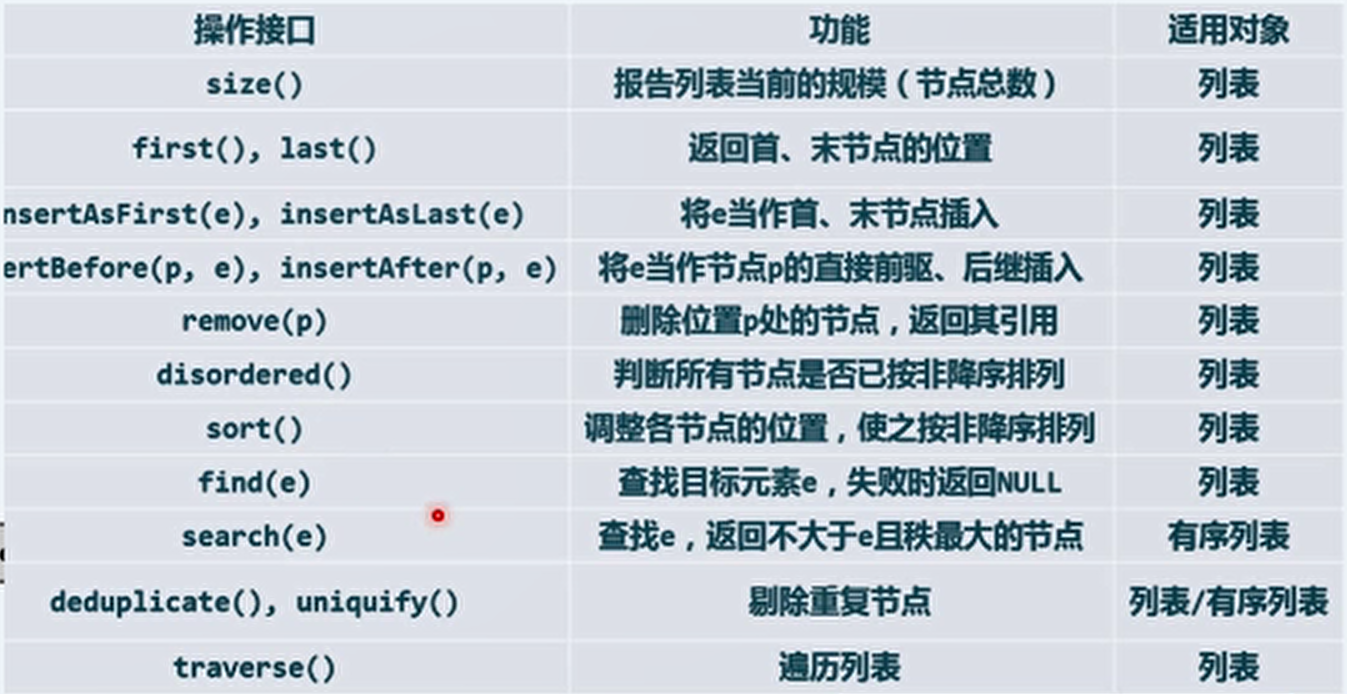 操作接口 功能 适用对象
size() 报告列表当前的规模（节点总数） 列表
first(), last() 返回首、末节点的位置 列表
nsertAsFirst(e), insertAsLast(e) 将e当作首、末节点插入 列表
ertBefore(p, e), insertAfter(p, e) 将e当作节点p的直接前驱、后继插入 列表
remove(p) 删除位置p处的节点，返回其引用 列表
disordered() 判断所有节点是否已按非降序排列 列表
sort() 调整各节点的位置，使之按非降序排列 列表
find(e) 查找目标元素e，失败时返回NULL 列表
search(e) 查找e，返回不大于e且秩最大的节点 有序列表
deduplicate(), uniquify() 剔除重复节点 列表/有序列表
traverse() 遍历列表 列表